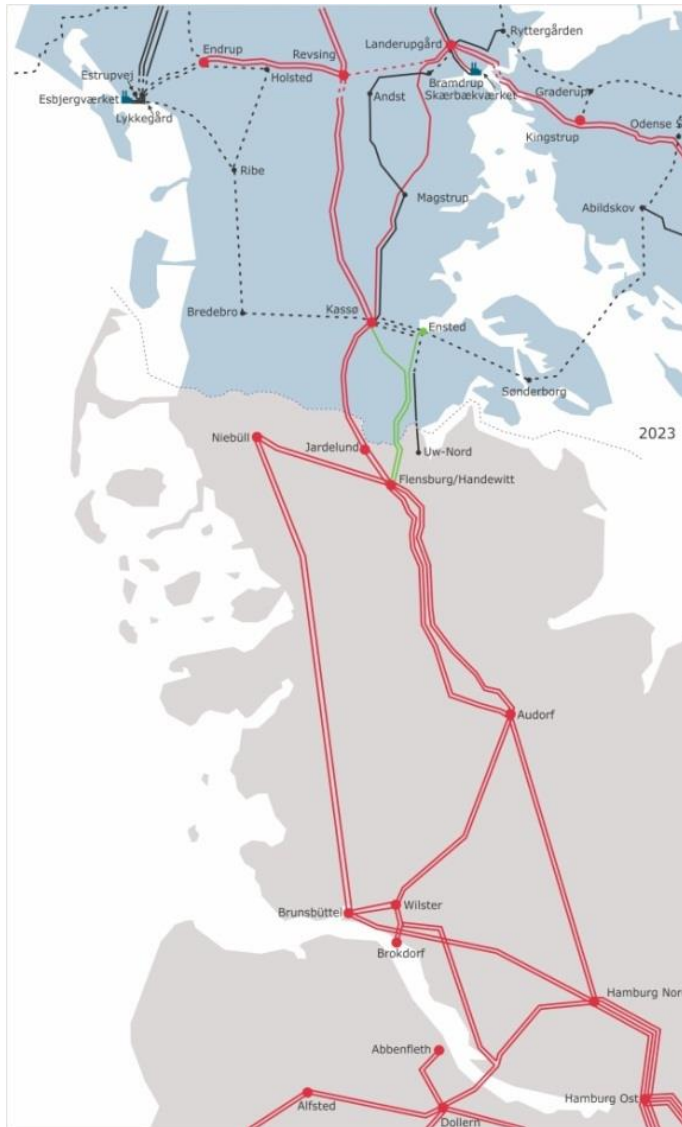 Endrup
Revsing
Landerupgård
Ryttergården
Estrupvej
Holsted
Bramdrup
Esbjergværket
Skærbækværket
Graderup
Lykkegård
Andst
Odense
Kingstrup
Ribe
Magstrup
Abildskov
Bredebro
Kassø
Ensted
Sønderborg
2023
Niebüll
Jardelund
Uw-Nord
Flensburg/Handewitt
Audorf
Brunsbüttel
Wilster
Brokdorf
Hamburg Nor
Abbenfleth
Hamburg Ost
Alfsted
Dollern